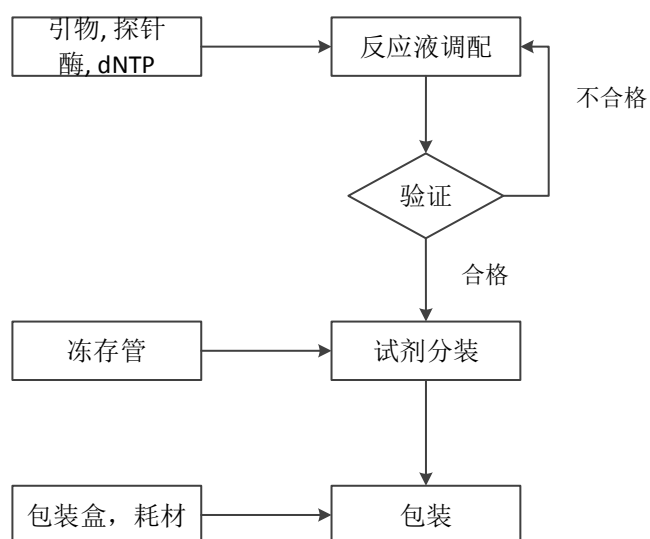 引物, 探针
酶, dNTP
反应液调配
不合格
验证
合格
冻存管
试剂分装
包装盒，耗材
包装